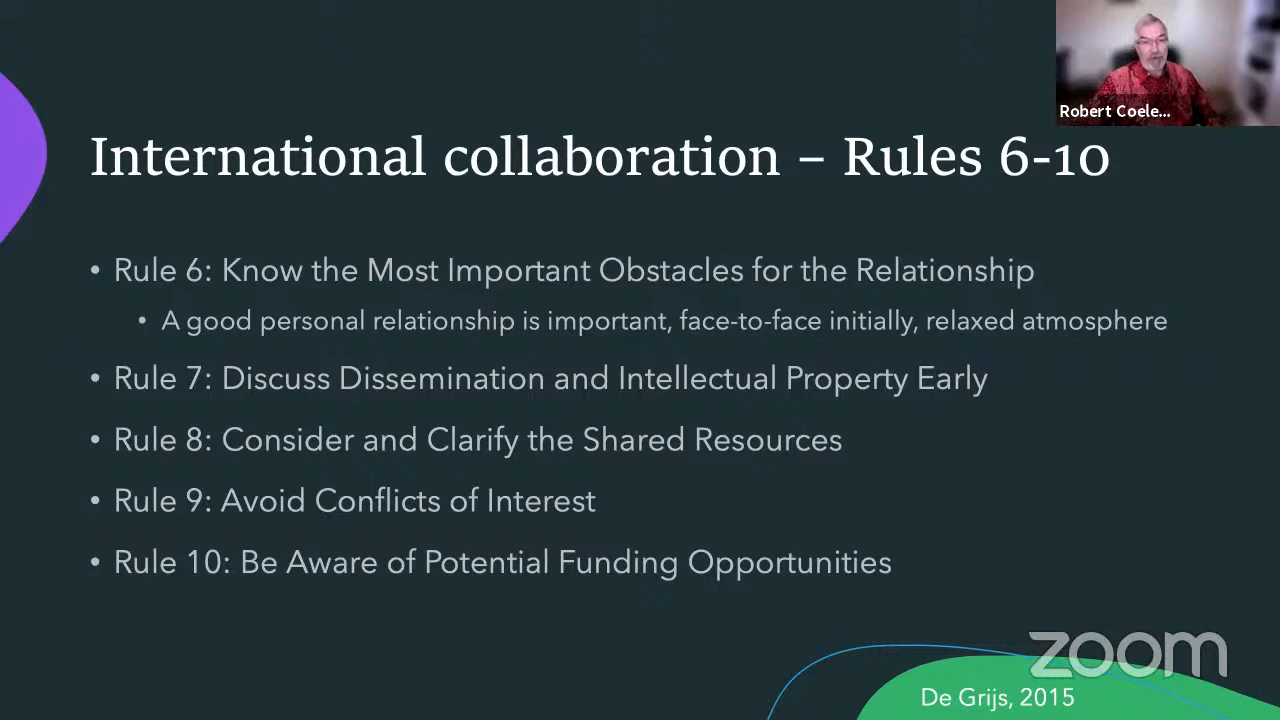 Robert Coele...
International collaboration – Rules 6-10
• Rule 6: Know the Most Important Obstacles for the Relationship
• A good personal relationship is important, face-to-face initially, relaxed atmosphere
• Rule 7: Discuss Dissemination and Intellectual Property Early
• Rule 8: Consider and Clarify the Shared Resources
• Rule 9: Avoid Conflicts of Interest
• Rule 10: Be Aware of Potential Funding Opportunities
zoom
De Grijs, 2015